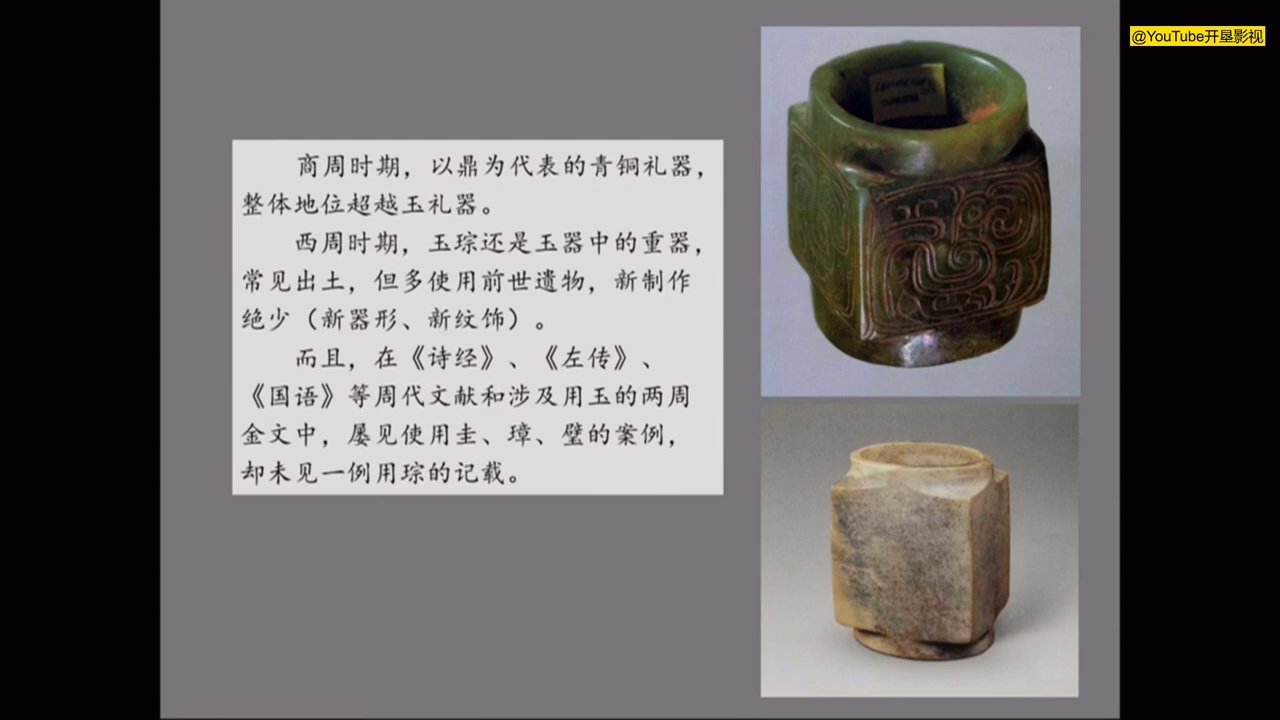 @YouTube开垦影视
商周时期，以鼎为代表的青铜礼器，
整体地位超越玉礼器。
西周时期，玉琮还是玉器中的重器，
常见出土，但多使用前世遗物，新制作
绝少（新器形、新纹饰）。
而且，在《诗经》、《左传》、
《国语》等周代文献和涉及用玉的两周
金文中，屡见使用圭、璋、璧的案例，
却未见一例用琮的记载。